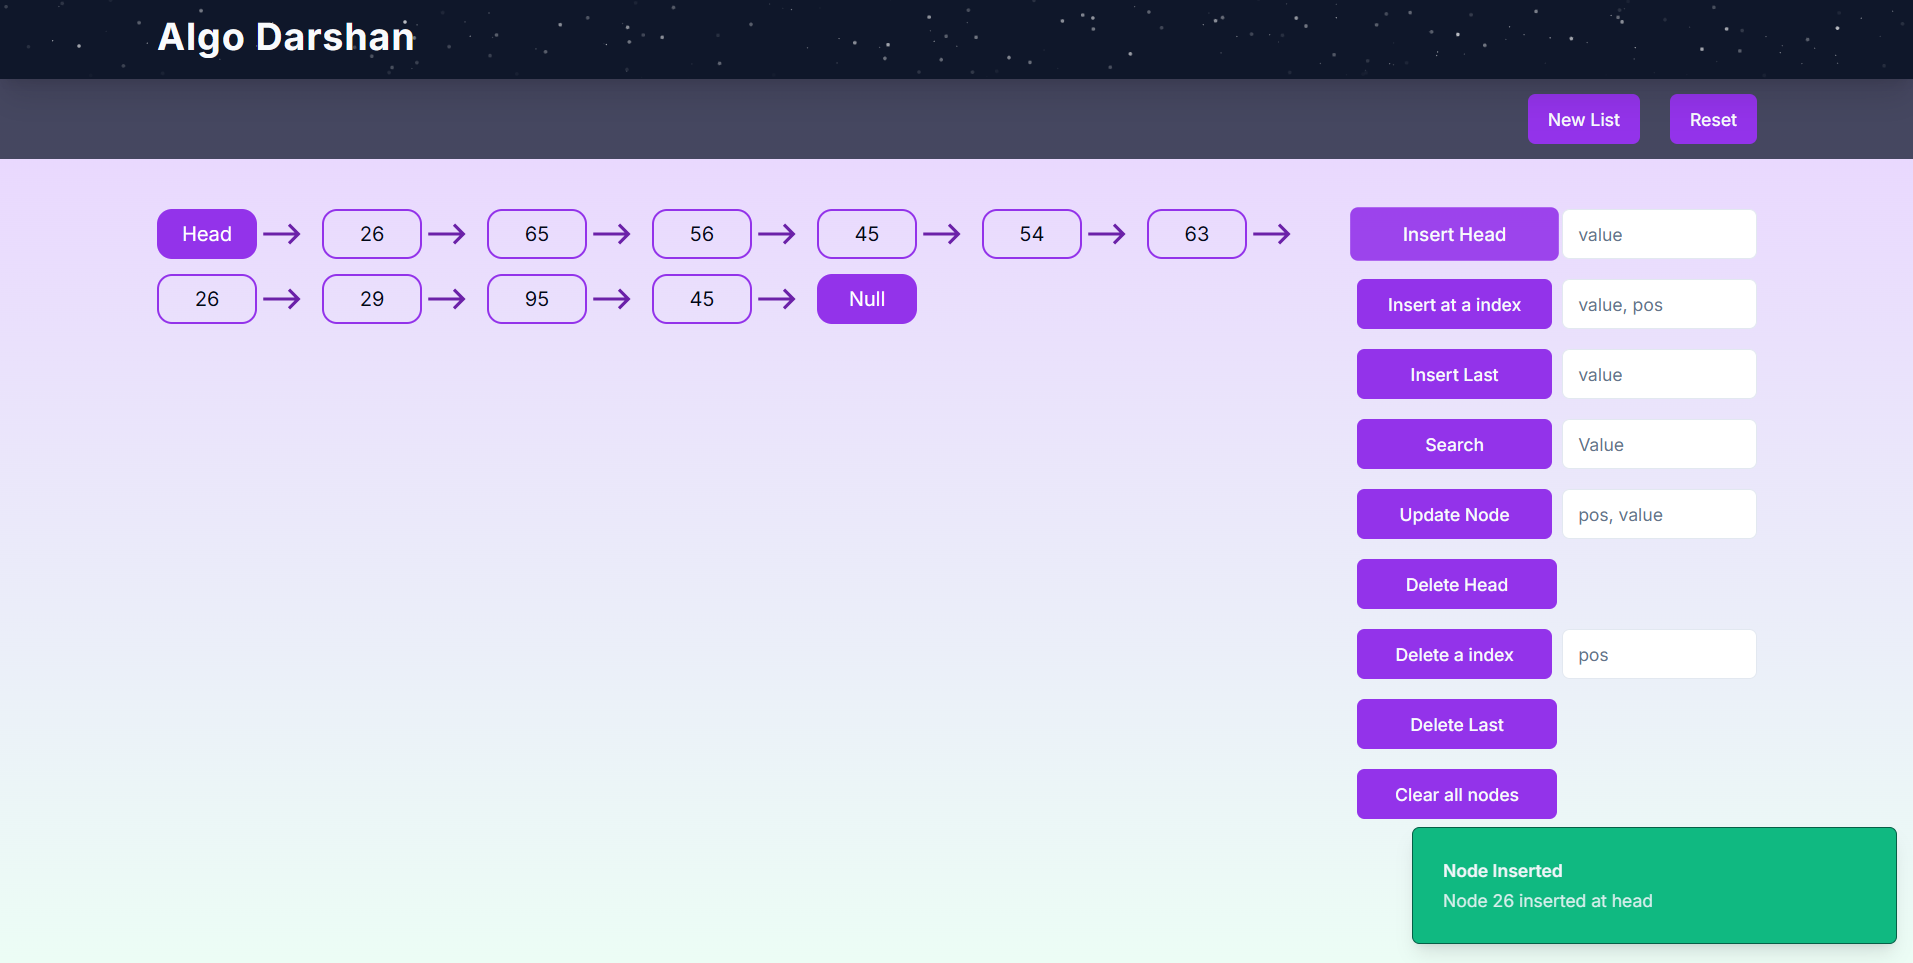 Algo Darshan
New List Reset
Head 26 65 56 45 54 63
26 29 95 45 Null
Insert Head value
Insert at a index value, pos
Insert Last value
Search Value
Update Node pos, value
Delete Head
Delete a index pos
Delete Last
Clear all nodes
Node Inserted
Node 26 inserted at head